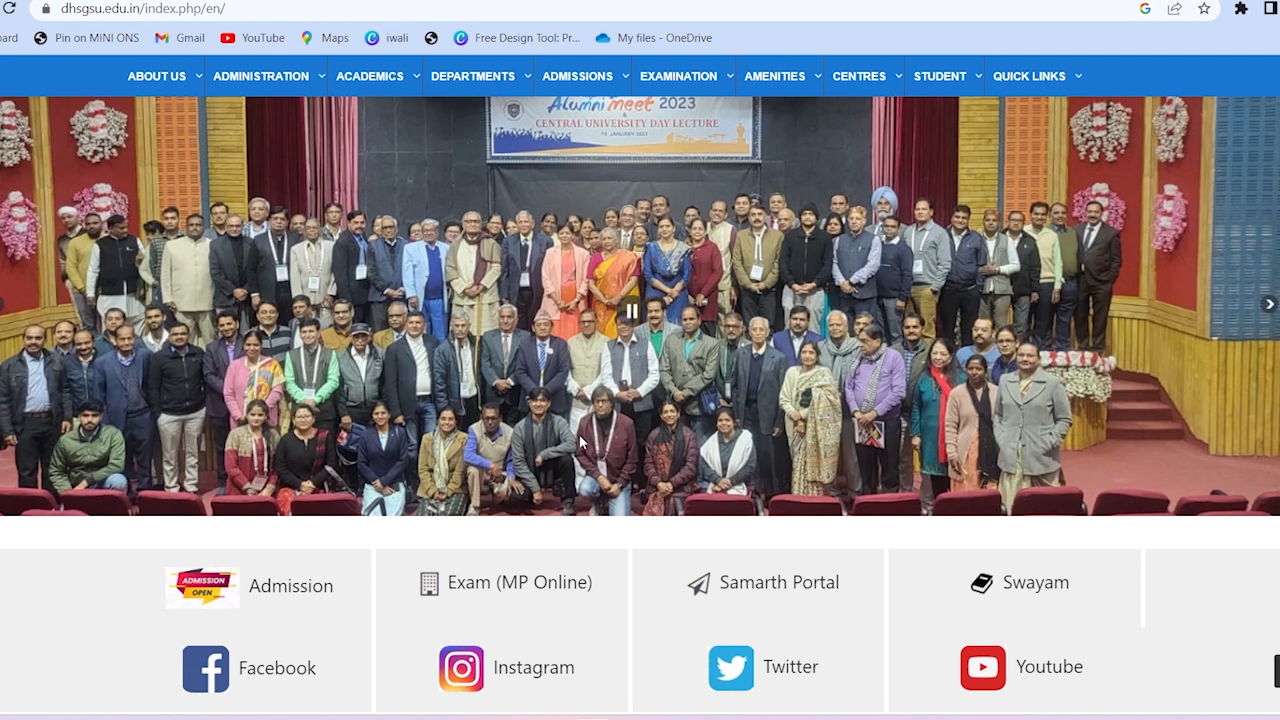 dhsgsu.edu.in/index.php/en/
Pin on MINI ONS Gmail YouTube Maps iwali Free Design Tool: Pr... My files - OneDrive
ABOUT US ADMINISTRATION ACADEMICS DEPARTMENTS ADMISSIONS EXAMINATION AMENITIES CENTRES STUDENT QUICK LINKS
Alumni meet 2023
&
CENTRAL UNIVERSITY DAY LECTURE
JANUARY 2023
ADMISSION
OPEN
Admission Exam (MP Online) Samarth Portal Swayam
Facebook Instagram Twitter Youtube